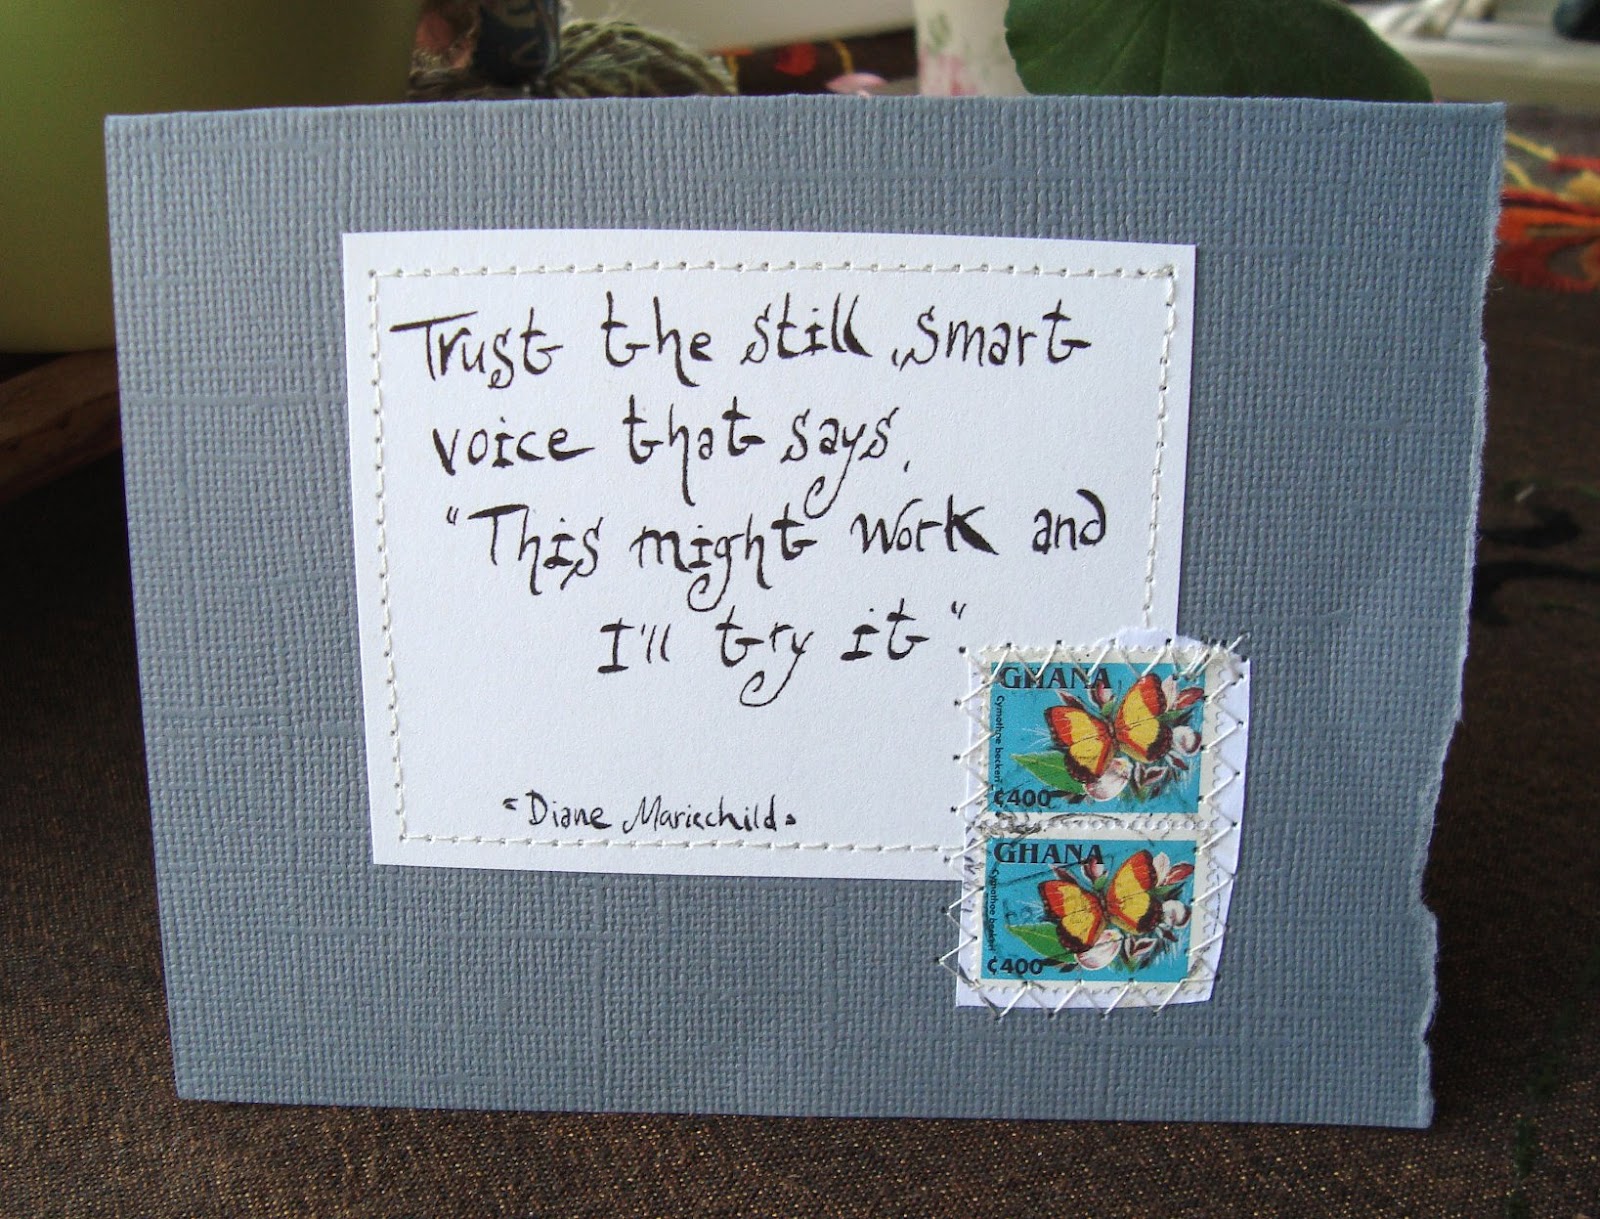 Trust the still, smart
voice that says,
"This might work and
I'll try it".
- Diane Mariechild.
GHANA
Cymothoe beckeri
¢400
GHANA
Cymothoe beckeri
¢400